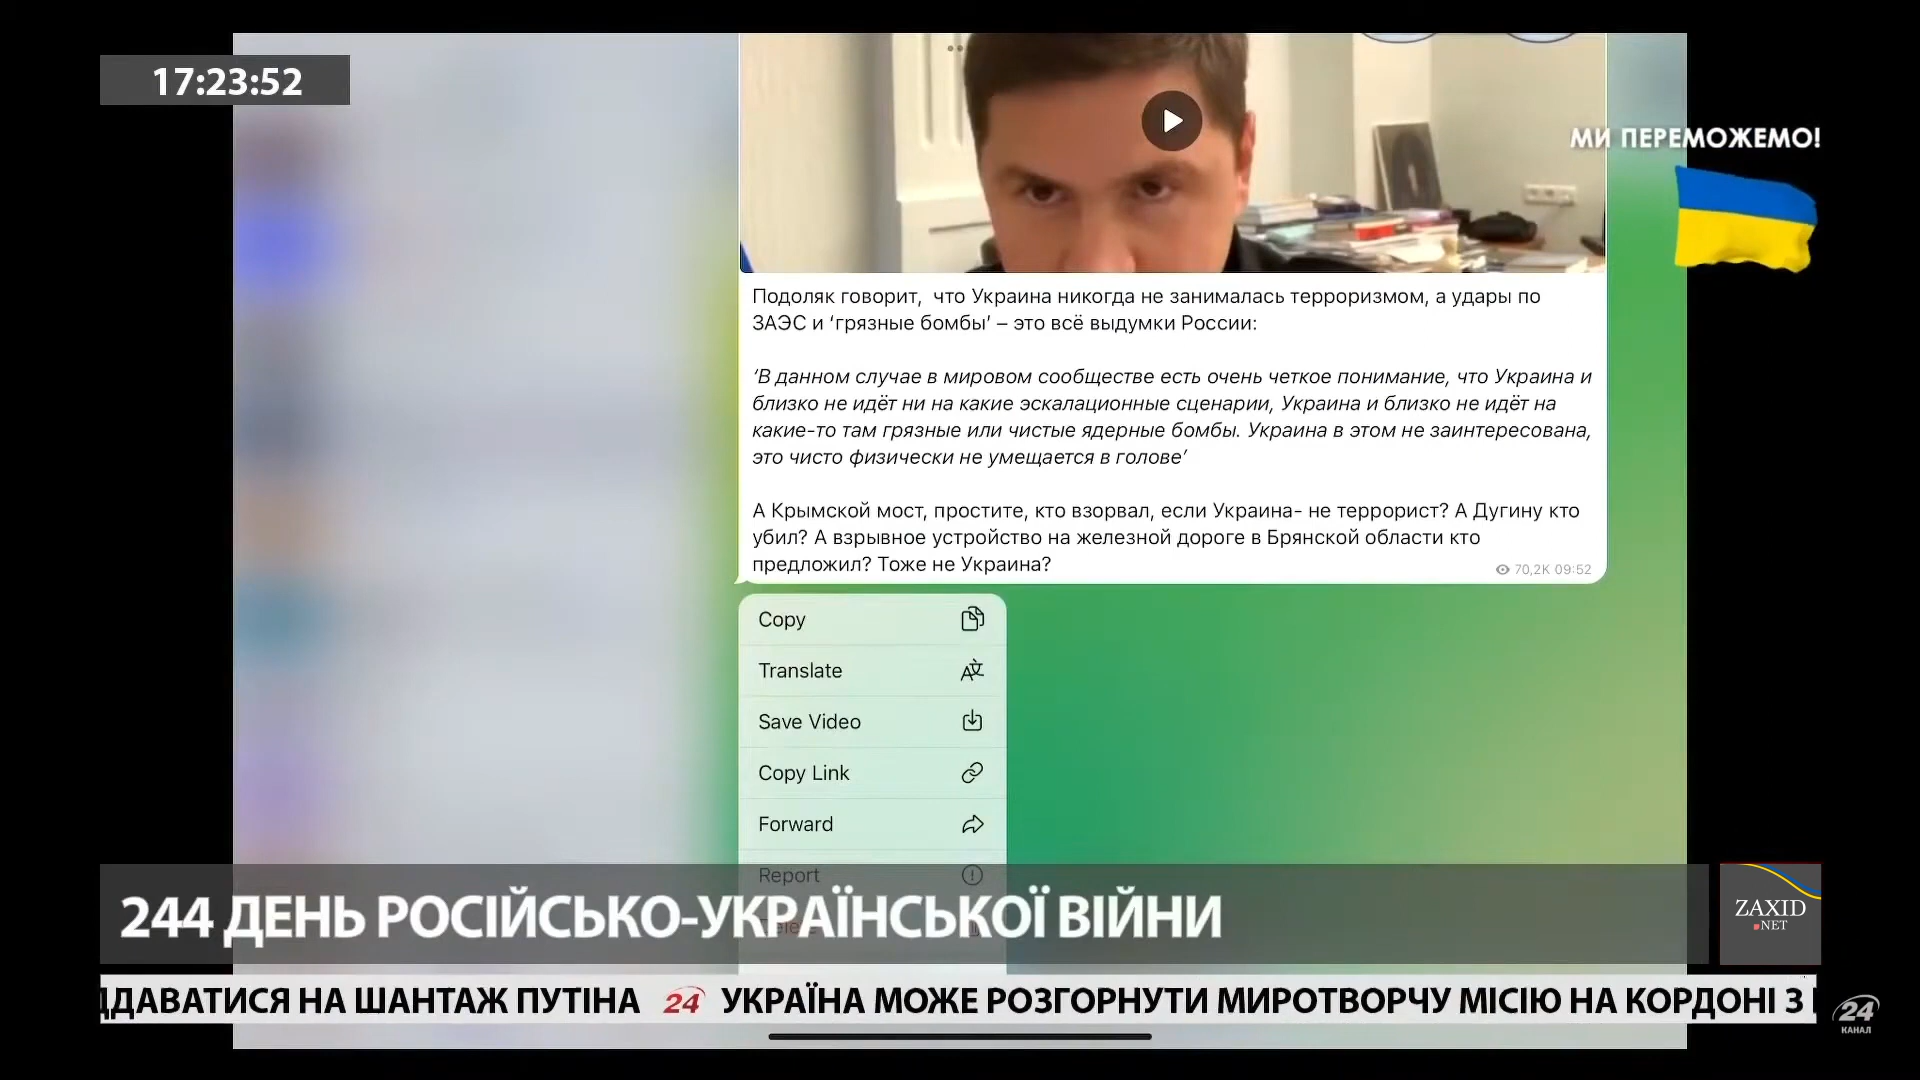 17:23:52
МИ ПЕРЕМОЖЕМО!
Подоляк говорит, что Украина никогда не занималась терроризмом, а удары по
ЗАЭС и ‘грязные бомбы’ – это всё выдумки России:
‘В данном случае в мировом сообществе есть очень четкое понимание, что Украина и
близко не идёт ни на какие эскалационные сценарии, Украина и близко не идёт на
какие-то там грязные или чистые ядерные бомбы. Украина в этом не заинтересована,
это чисто физически не умещается в голове’
А Крымской мост, простите, кто взорвал, если Украина- не террорист? А Дугину кто
убил? А взрывное устройство на железной дороге в Брянской области кто
предложил? Тоже не Украина?
70,2K 09:52
Copy
Translate
Save Video
Copy Link
Forward
Report
244 ДЕНЬ РОСІЙСЬКО-УКРАЇНСЬКОЇ ВІЙНИ
ZAXID
.NET
ДДАВАТИСЯ НА ШАНТАЖ ПУТІНА 24 УКРАЇНА МОЖЕ РОЗГОРНУТИ МИРОТВОРЧУ МІСІЮ НА КОРДОНІ З
24
КАНАЛ